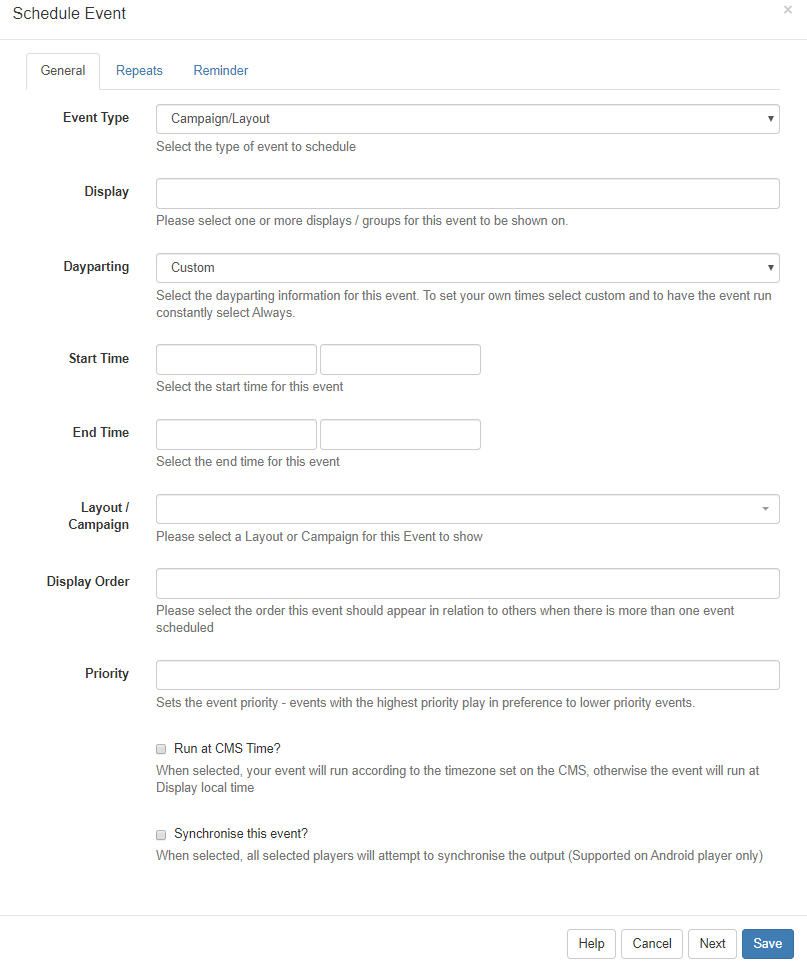 Schedule Event
×
General Repeats Reminder
Event Type
Campaign/Layout
Select the type of event to schedule
Display
Please select one or more displays / groups for this event to be shown on.
Dayparting
Custom
Select the dayparting information for this event. To set your own times select custom and to have the event run
constantly select Always.
Start Time
Select the start time for this event
End Time
Select the end time for this event
Layout /
Campaign
Please select a Layout or Campaign for this Event to show
Display Order
Please select the order this event should appear in relation to others when there is more than one event
scheduled
Priority
Sets the event priority - events with the highest priority play in preference to lower priority events.
Run at CMS Time?
When selected, your event will run according to the timezone set on the CMS, otherwise the event will run at
Display local time
Synchronise this event?
When selected, all selected players will attempt to synchronise the output (Supported on Android player only)
Help Cancel Next Save